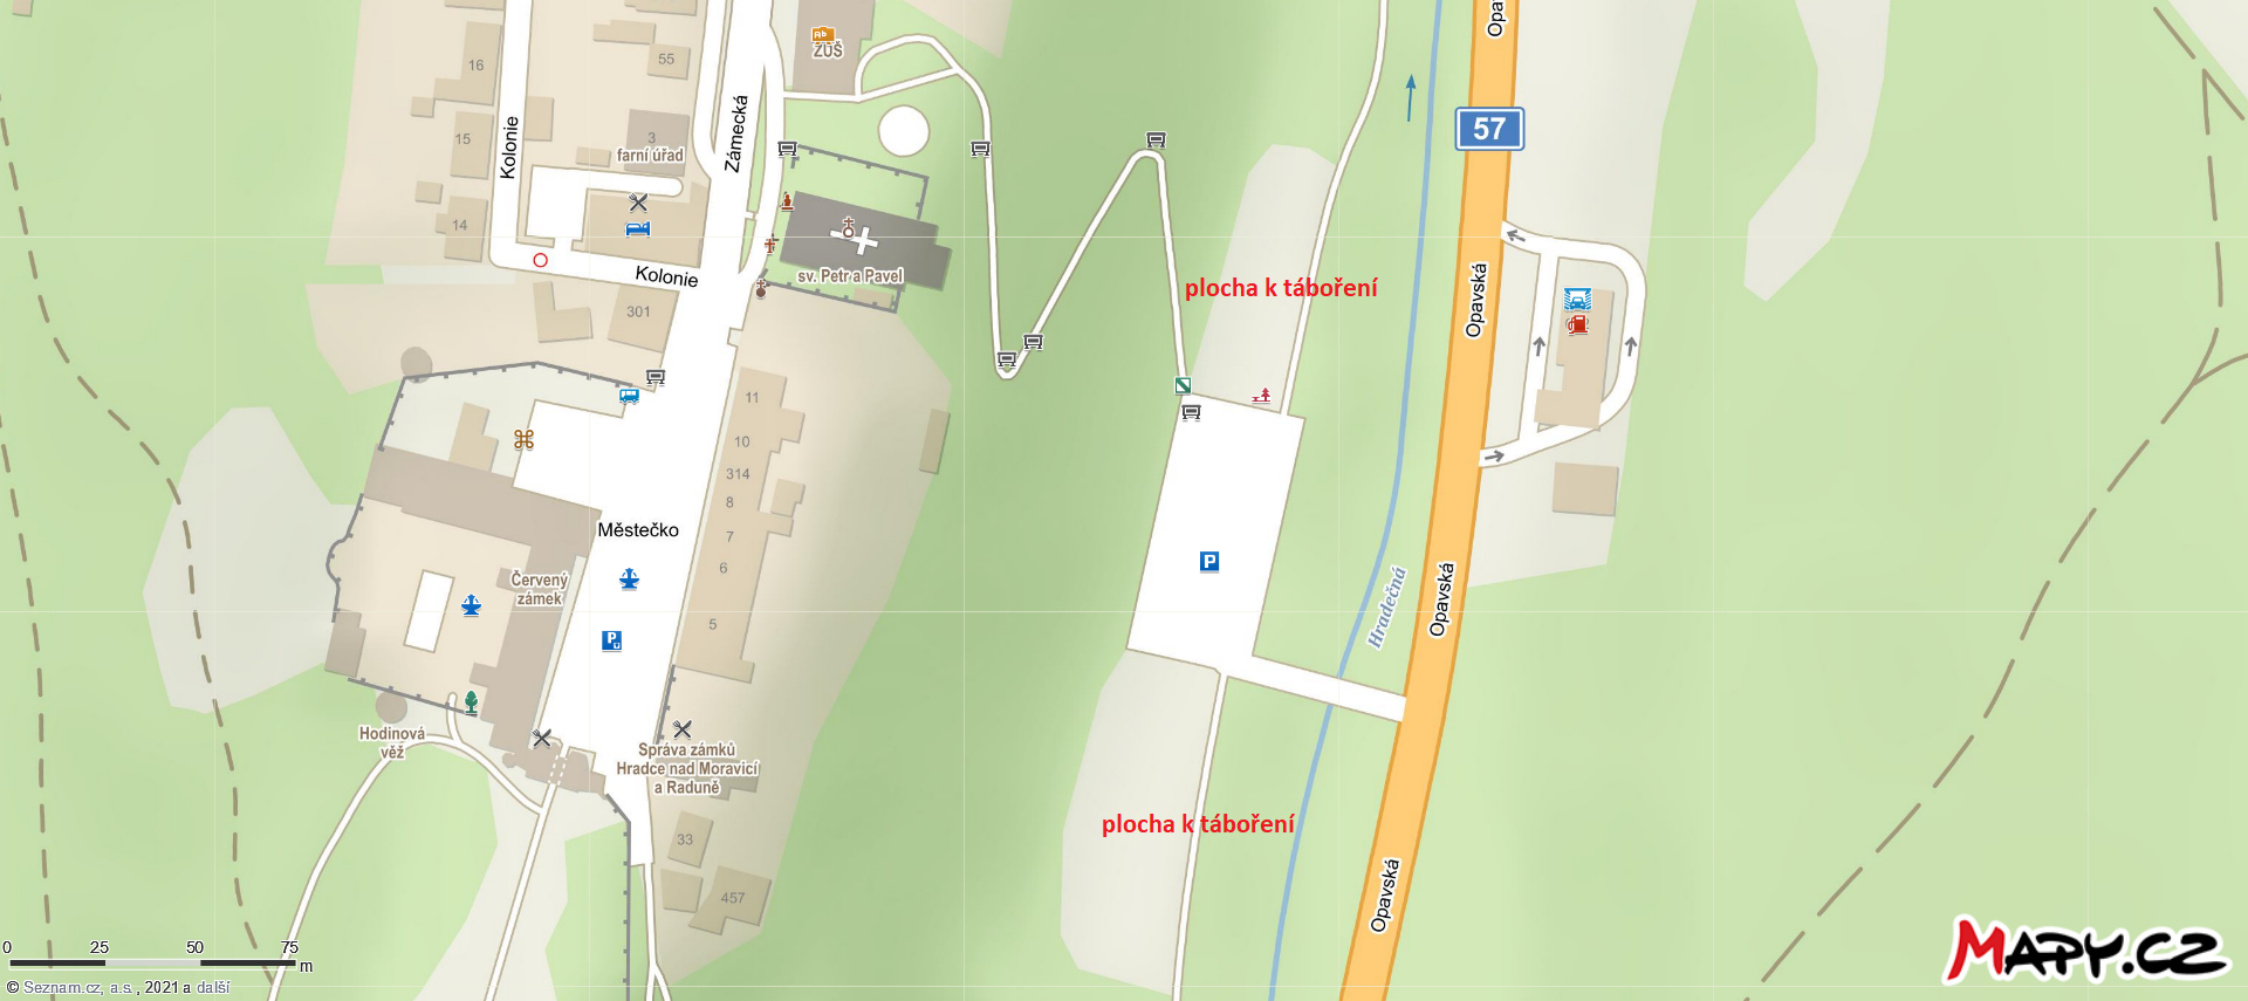 Opa
ZUŠ
16
55
57
Kolonie
Zámecká
15
3
farní úřad
14
Kolonie
sv. Petr a Pavel
plocha k táboření
Opavská
301
11
10
314
8
Městečko
7
6
Červený
zámek
P
Opavská
Hradečná
5
P
Hodinová
věž
Správa zámků
Hradce nad Moravicí
a Raduně
plocha k táboření
33
457
Opavská
0 25 50 75
m
© Seznam.cz, a.s., 2021 a další
MAPY.CZ